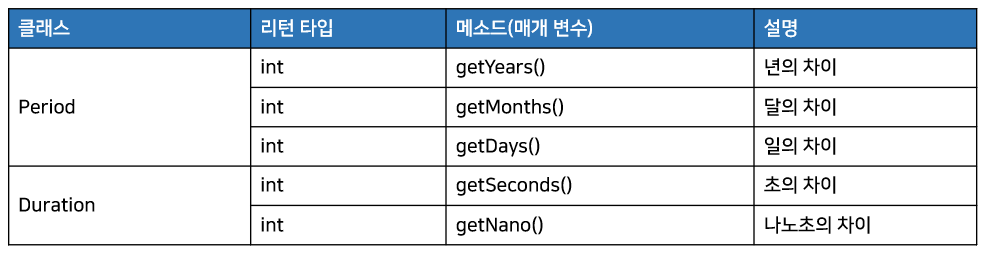 클래스 리턴 타입 메소드(매개 변수) 설명
Period int getYears() 년의 차이
int getMonths() 달의 차이
int getDays() 일의 차이
Duration int getSeconds() 초의 차이
int getNano() 나노초의 차이